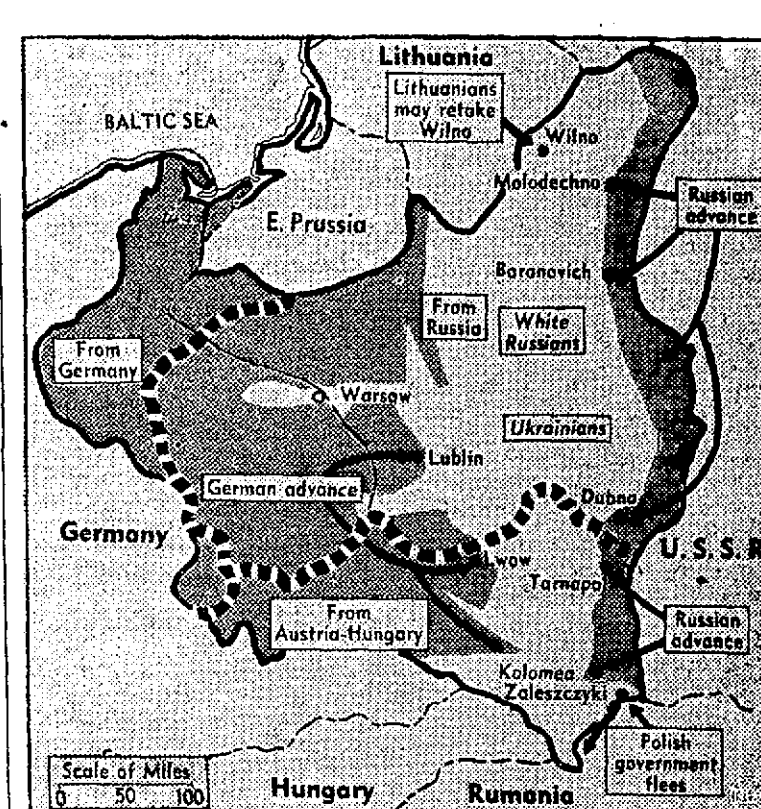 Lithuania
Lithuanians
may retake
Wilno
BALTIC SEA
Wilno
Molodechno
Russian
advance
E. Prussia
Baranovich
From
Russia
White
Russians
From
Germany
Warsaw
Ukrainians
Lublin
German advance
Dubno
Germany
U. S. S. R
Lwow
Tarnapol
From
Austria-Hungary
Russian
advance
Kolomea
Zaleszczyki
Polish
government
flees
Scale of Miles
0 50 100
Hungary
Rumania